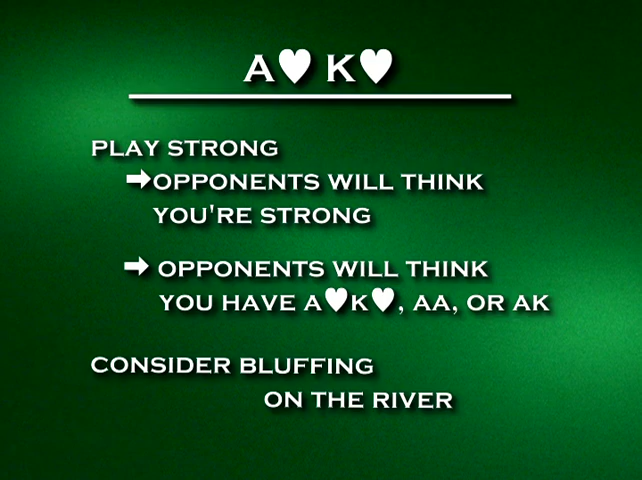 A♥ K♥
PLAY STRONG
➡OPPONENTS WILL THINK
YOU'RE STRONG
➡ OPPONENTS WILL THINK
YOU HAVE A♥K♥, AA, OR AK
CONSIDER BLUFFING
ON THE RIVER